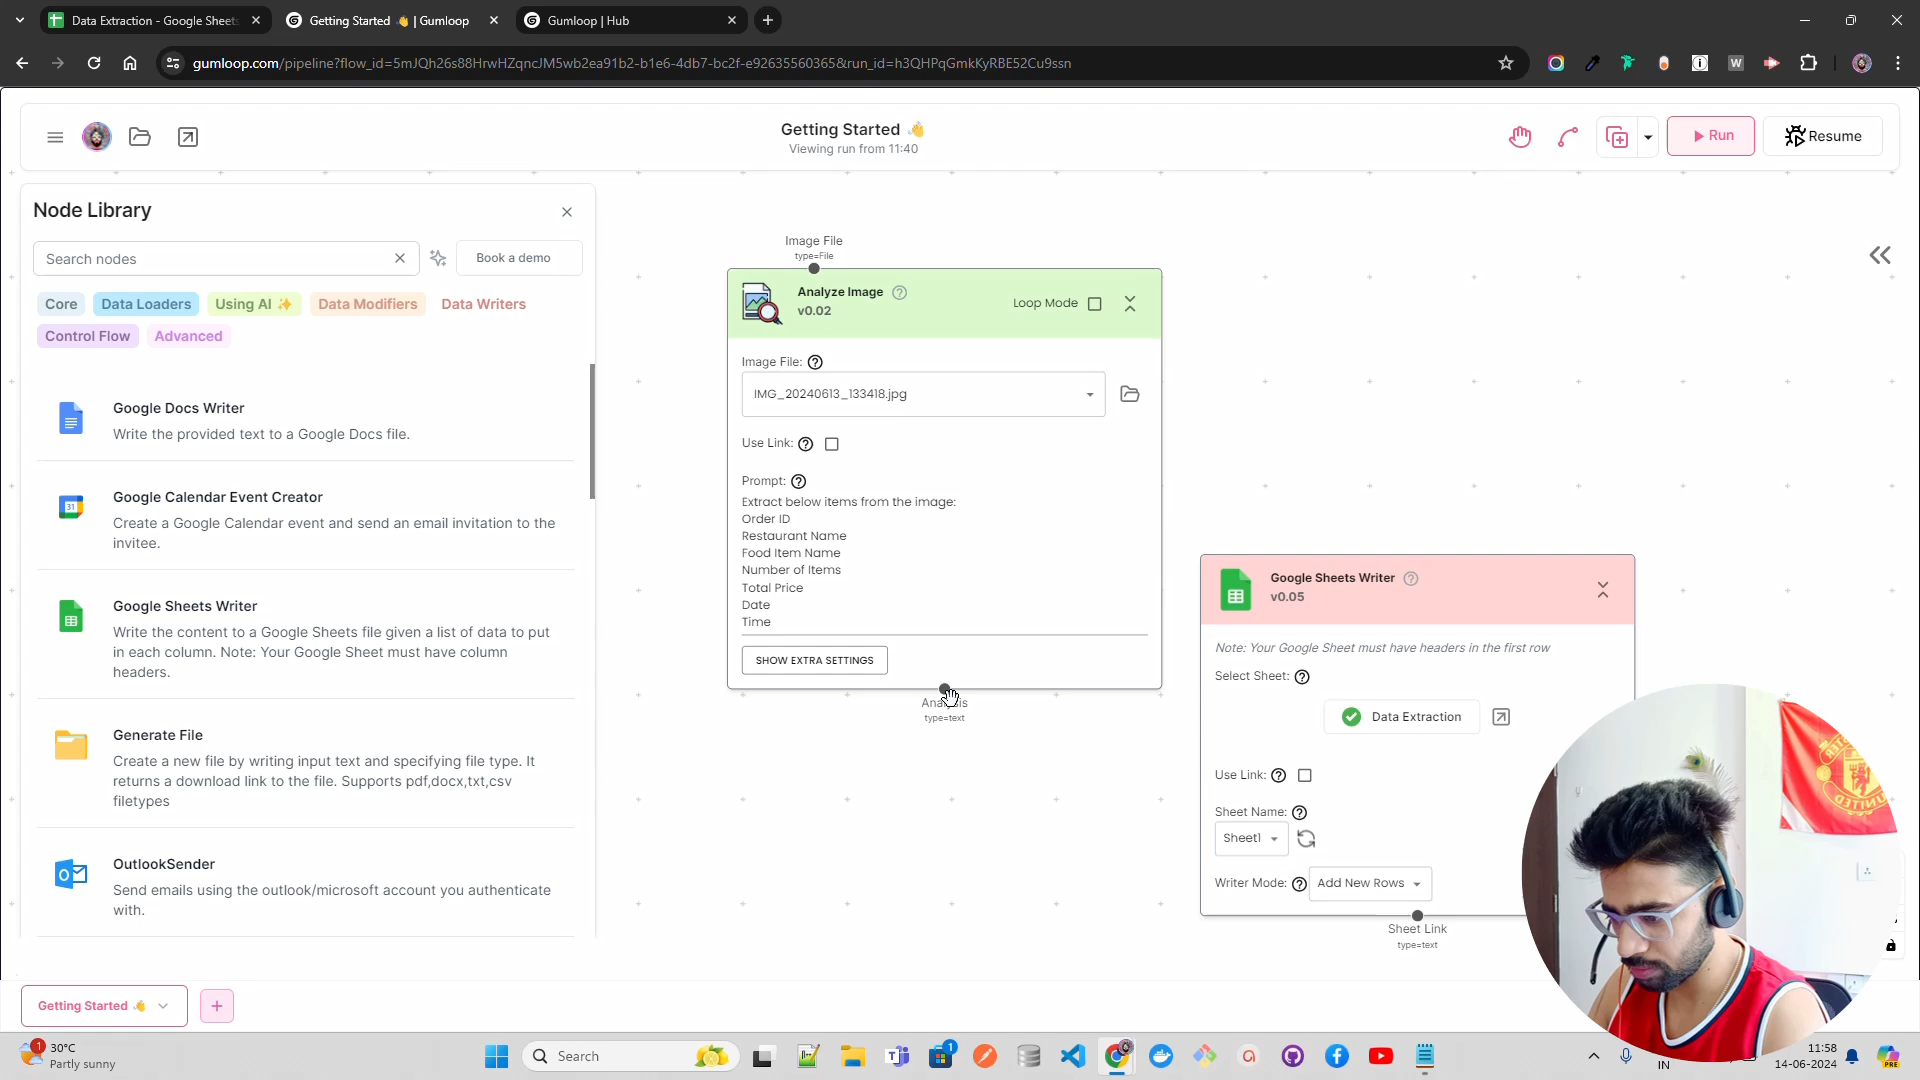 Data Extraction - Google Sheets
Getting Started 👋 | Gumloop
Gumloop | Hub
gumloop.com/pipeline?flow_id=5mJQh26s88HrwHZqncJM5wb2ea91b2-b1e6-4db7-bc2f-e92635560365&run_id=h3QHPqGmkKyRBE52Cu9ssn
Getting Started 👋
Viewing run from 11:40
Run
Resume
Node Library
Search nodes
Book a demo
Core
Data Loaders
Using AI ✨
Data Modifiers
Data Writers
Control Flow
Advanced
Google Docs Writer
Write the provided text to a Google Docs file.
Google Calendar Event Creator
Create a Google Calendar event and send an email invitation to the
invitee.
Google Sheets Writer
Write the content to a Google Sheets file given a list of data to put
in each column. Note: Your Google Sheet must have column
headers.
Generate File
Create a new file by writing input text and specifying file type. It
returns a download link to the file. Supports pdf,docx,txt,csv
filetypes
OutlookSender
Send emails using the outlook/microsoft account you authenticate
with.
Image File
type=File
Analyze Image
v0.02
Loop Mode
Image File:
IMG_20240613_133418.jpg
Use Link:
Prompt:
Extract below items from the image:
Order ID
Restaurant Name
Food Item Name
Number of Items
Total Price
Date
Time
SHOW EXTRA SETTINGS
Analysis
type=text
Google Sheets Writer
v0.05
Note: Your Google Sheet must have headers in the first row
Select Sheet:
Data Extraction
Use Link:
Sheet Name:
Sheet1
Writer Mode:
Add New Rows
Sheet Link
type=text
UNITED
Getting Started 👋
1
30°C
Partly sunny
Search
1
IN
11:58
14-06-2024
PRE